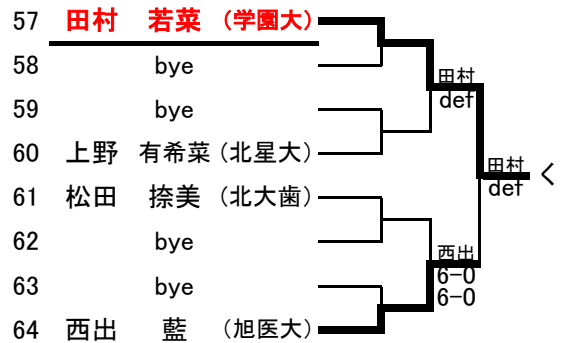 57 田村 若菜 (学園大)
58 bye
田村
def
59 bye
60 上野 有希菜 (北星大)
田村
def く
61 松田 捺美 (北大歯)
62 bye
西出
6-0
6-0
63 bye
64 西出 藍 (旭医大)